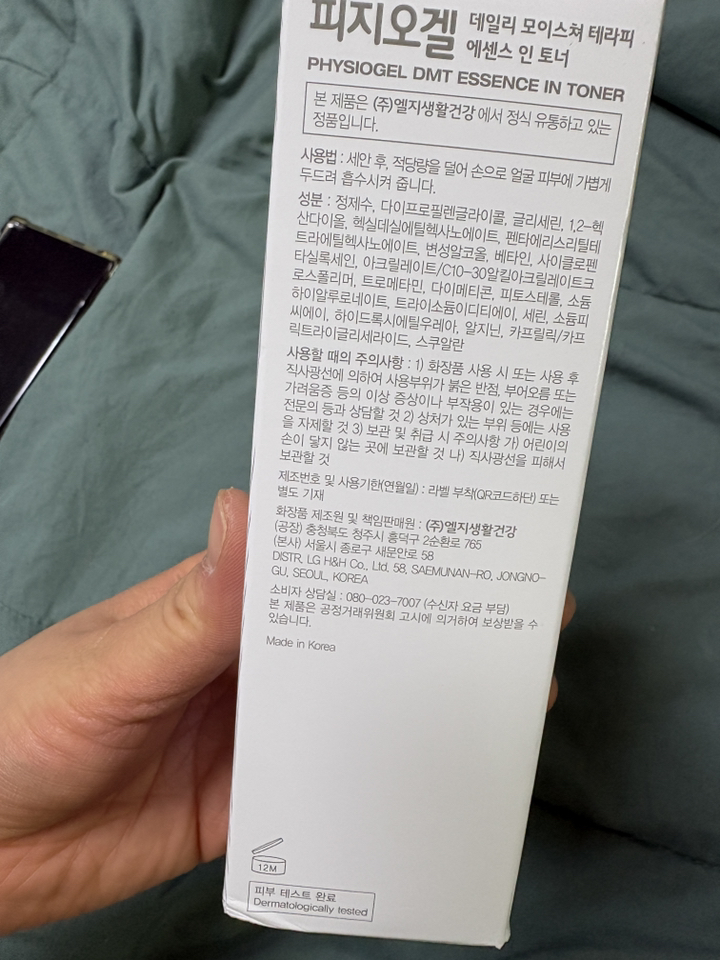 피지오겔 데일리 모이스쳐 테라피
에센스 인 토너
PHYSIOGEL DMT ESSENCE IN TONER
본 제품은 (주)엘지생활건강에서 정식 유통하고 있는
정품입니다.
사용법 : 세안 후, 적당량을 덜어 손으로 얼굴 피부에 가볍게
두드려 흡수시켜 줍니다.
성분 : 정제수, 다이프로필렌글라이콜, 글리세린, 1,2-헥
산다이올, 헥실데실에틸헥사노에이트, 펜타에리스리틸테
트라에틸헥사노에이트, 변성알코올, 베타인, 사이클로펜
타실록세인, 아크릴레이트/C10-30알킬아크릴레이트크
로스폴리머, 트로메타민, 다이메티콘, 피토스테롤, 소듐
하이알루로네이트, 트라이소듐이디티에이, 세린, 소듐피
씨에이, 하이드록시에틸우레아, 알지닌, 카프릴릭/카프
릭트라이글리세라이드, 스쿠알란
사용할 때의 주의사항 : 1) 화장품 사용 시 또는 사용 후
직사광선에 의하여 사용부위가 붉은 반점, 부어오름 또는
가려움증 등의 이상 증상이나 부작용이 있는 경우에는
전문의 등과 상담할 것 2) 상처가 있는 부위 등에는 사용
을 자제할 것 3) 보관 및 취급 시 주의사항 가) 어린이의
손이 닿지 않는 곳에 보관할 것 나) 직사광선을 피해서
보관할 것
제조번호 및 사용기한(연월일) : 라벨 부착(QR코드하단) 또는
별도 기재
화장품 제조원 및 책임판매원 : (주)엘지생활건강
(공장) 충청북도 청주시 흥덕구 2순환로 765
(본사) 서울시 종로구 새문안로 58
DISTR. LG H&H Co., Ltd. 58, SAEMUNAN-RO, JONGNO-
GU, SEOUL, KOREA
소비자 상담실 : 080-023-7007 (수신자 요금 부담)
본 제품은 공정거래위원회 고시에 의거하여 보상받을 수
있습니다.
Made in Korea
12M
피부 테스트 완료
Dermatologically tested